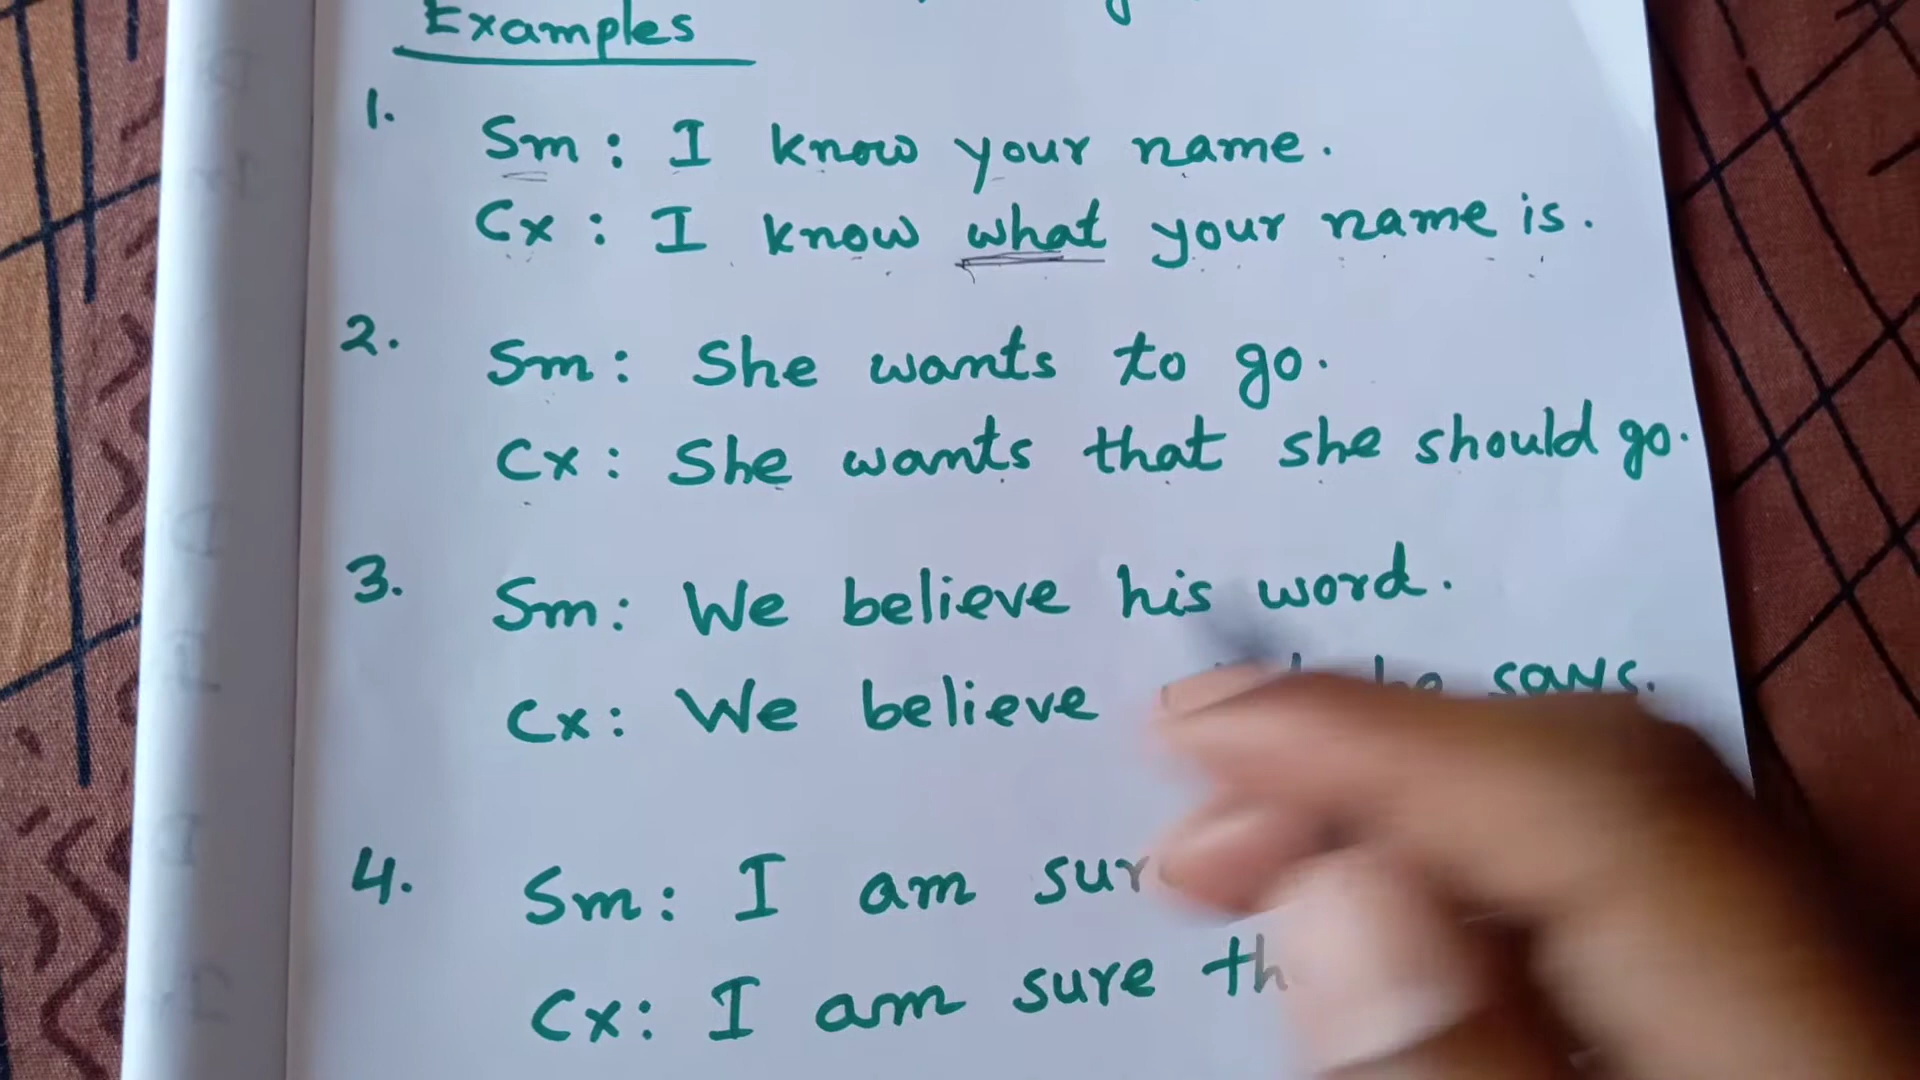 Examples
1.
Sm : I know your name.
Cx : I know what your name is.
2.
Sm : She wants to go.
Cx : She wants that she should go.
3.
Sm : We believe his word.
Cx : We believe says.
4.
Sm : I am
Cx : I am sure